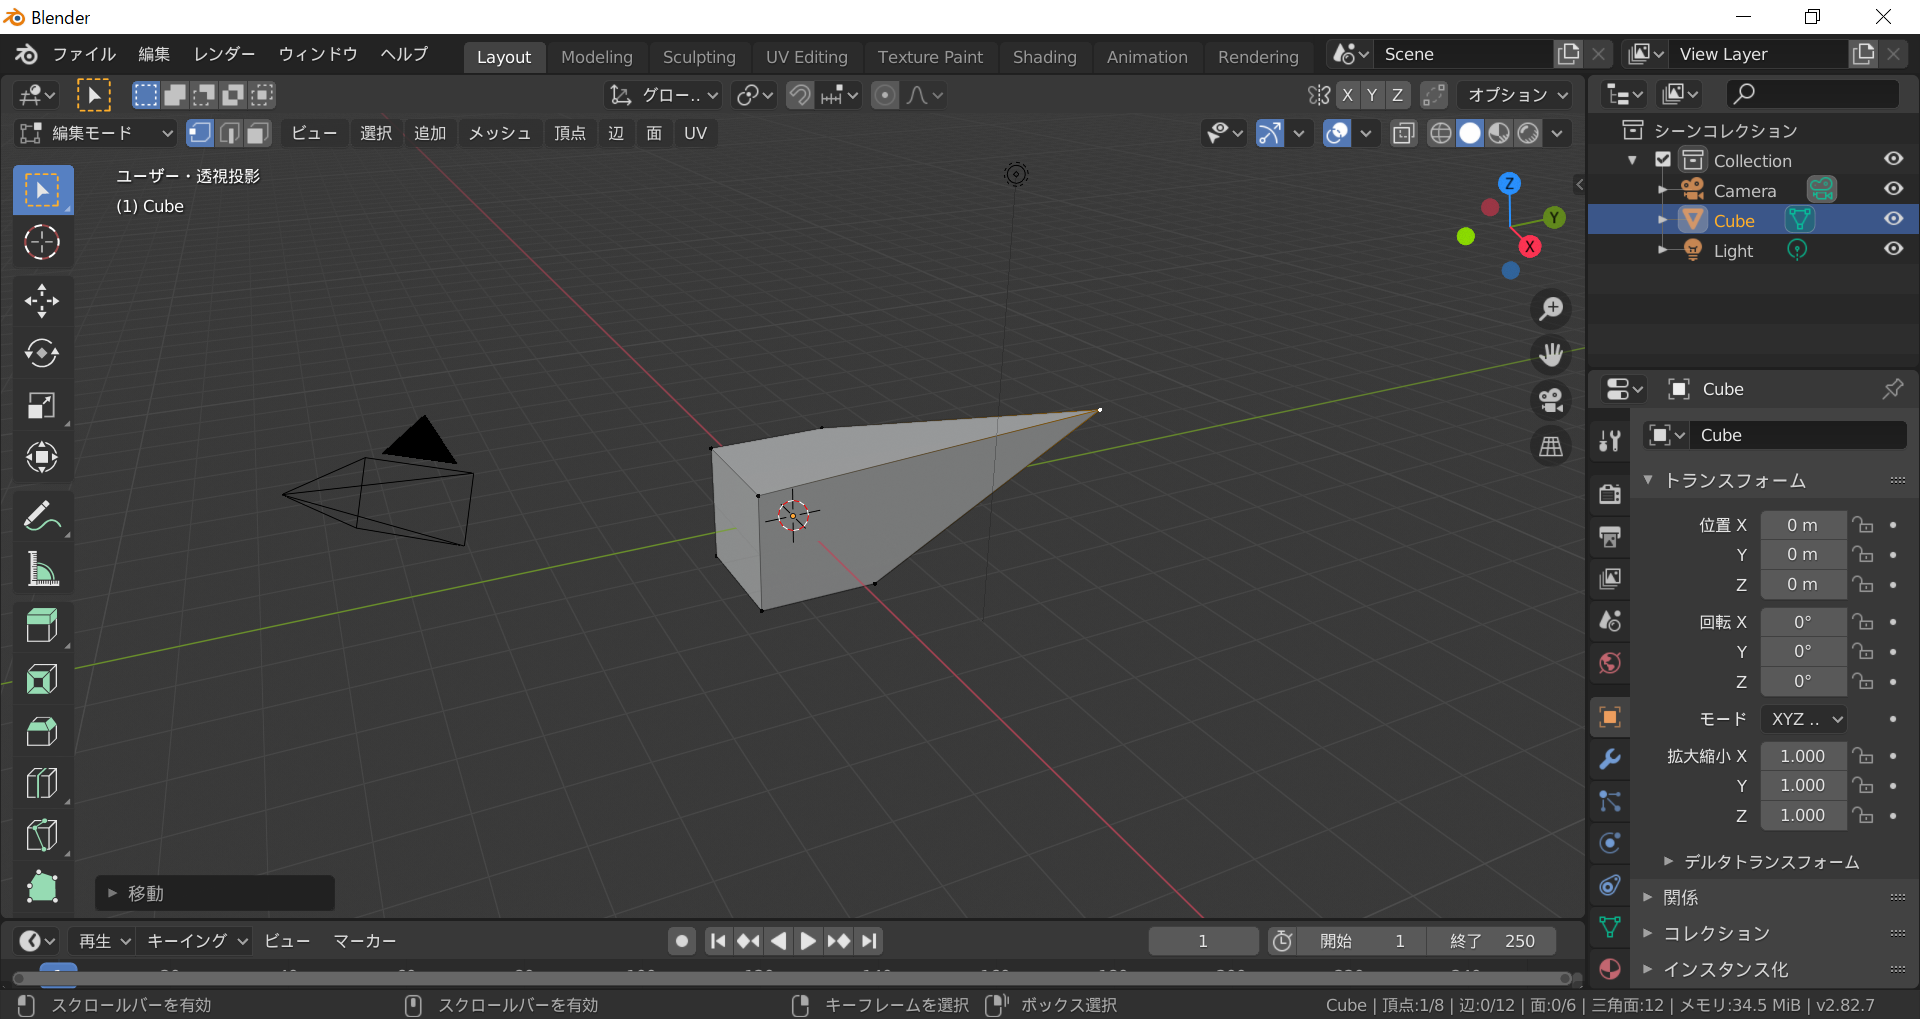 Blender
ファイル 編集 レンダー ウィンドウ ヘルプ Layout Modeling Sculpting UV Editing Texture Paint Shading Animation Rendering Scene View Layer
グロー.. X Y Z オプション
編集モード ビュー 選択 追加 メッシュ 頂点 辺 面 UV
ユーザー・透視投影
(1) Cube
Z
Y
X
移動
シーンコレクション
Collection
Camera
Cube
Light
Cube
Cube
トランスフォーム
位置 X 0 m
Y 0 m
Z 0 m
回転 X 0°
Y 0°
Z 0°
モード XYZ ..
拡大縮小 X 1.000
Y 1.000
Z 1.000
デルタトランスフォーム
関係
コレクション
インスタンス化
再生 キーイング ビュー マーカー 1 開始 1 終了 250
スクロールバーを有効 スクロールバーを有効 キーフレームを選択 ボックス選択 Cube | 頂点:1/8 | 辺:0/12 | 面:0/6 | 三角面:12 | メモリ:34.5 MiB | v2.82.7